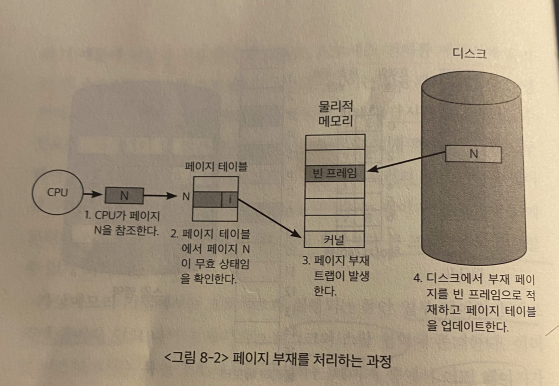 디스크
물리적
메모리
N
페이지 테이블
빈 프레임
CPU
N
N
i
1. CPU가 페이지
N을 참조한다.
2. 페이지 테이블
에서 페이지 N
이 무효 상태임
을 확인한다.
커널
3. 페이지 부재
트랩이 발생
한다.
4. 디스크에서 부재 페이
지를 빈 프레임으로 적
재하고 페이지 테이블
을 업데이트한다.
<그림 8-2> 페이지 부재를 처리하는 과정